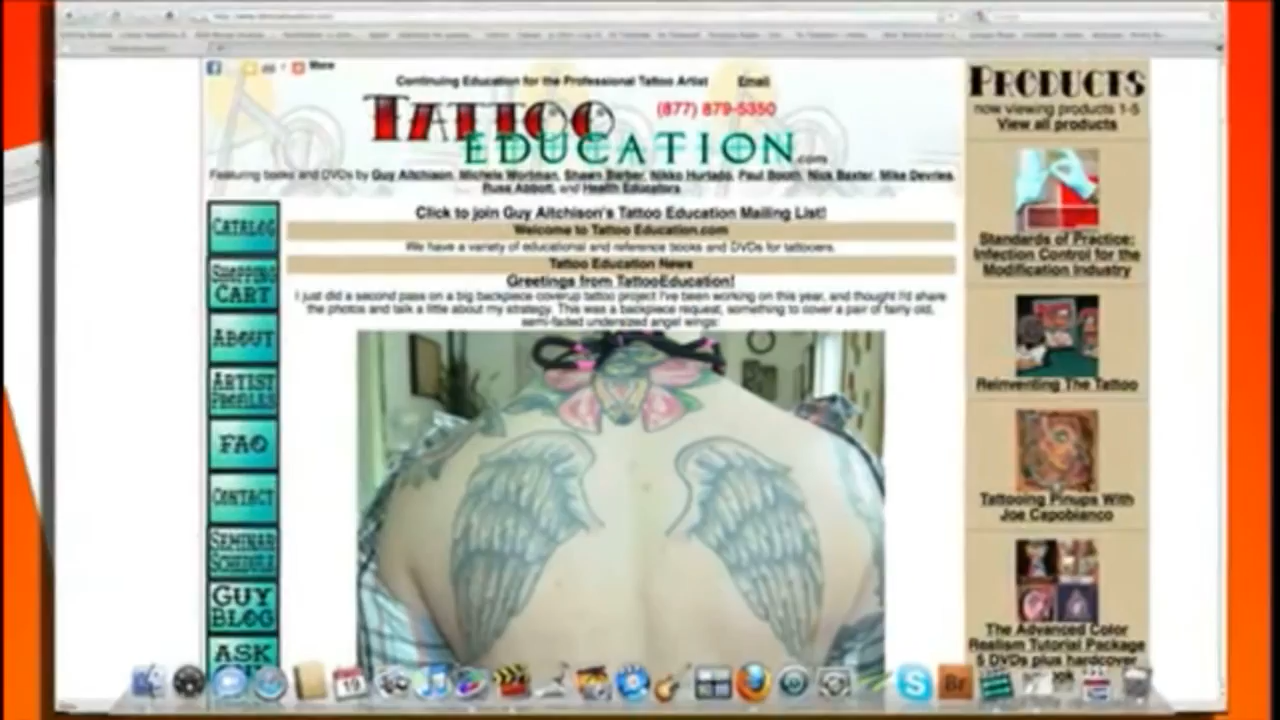 More
Continuing Education for the Professional Tattoo Artist Email
TATTOO
(877) 879-5350
EDUCATION.com
Featuring books and DVDs by Guy Aitchison, Michele Wortman, Shawn Barber, Nikko Hurtado, Paul Booth, Nick Baxter, Mike Devries,
Russ Abbott, and Health Educators
Click to join Guy Aitchison's Tattoo Education Mailing List!
Welcome to Tattoo Education.com
We have a variety of educational and reference books and DVDs for tattooers.
Tattoo Education News
Greetings from TattooEducation!
I just did a second pass on a big backpiece coverup tattoo project I've been working on this year, and thought I'd share
the photos and talk a little about my strategy. This was a backpiece request, something to cover a pair of fairly old,
semi-faded undersized angel wings:
CATALOG
SHOPPING
CART
ABOUT
ARTIST
PROFILES
FAQ
CONTACT
SEMINAR
SCHEDULE
GUY
BLOG
ASK
PRODUCTS
now viewing products 1-5
View all products
Standards of Practice:
Infection Control for the
Modification Industry
Reinventing The Tattoo
Tattooing Pinups With
Joe Capobianco
The Advanced Color
Realism Tutorial Package
5 DVDs plus hardcover
19
Br